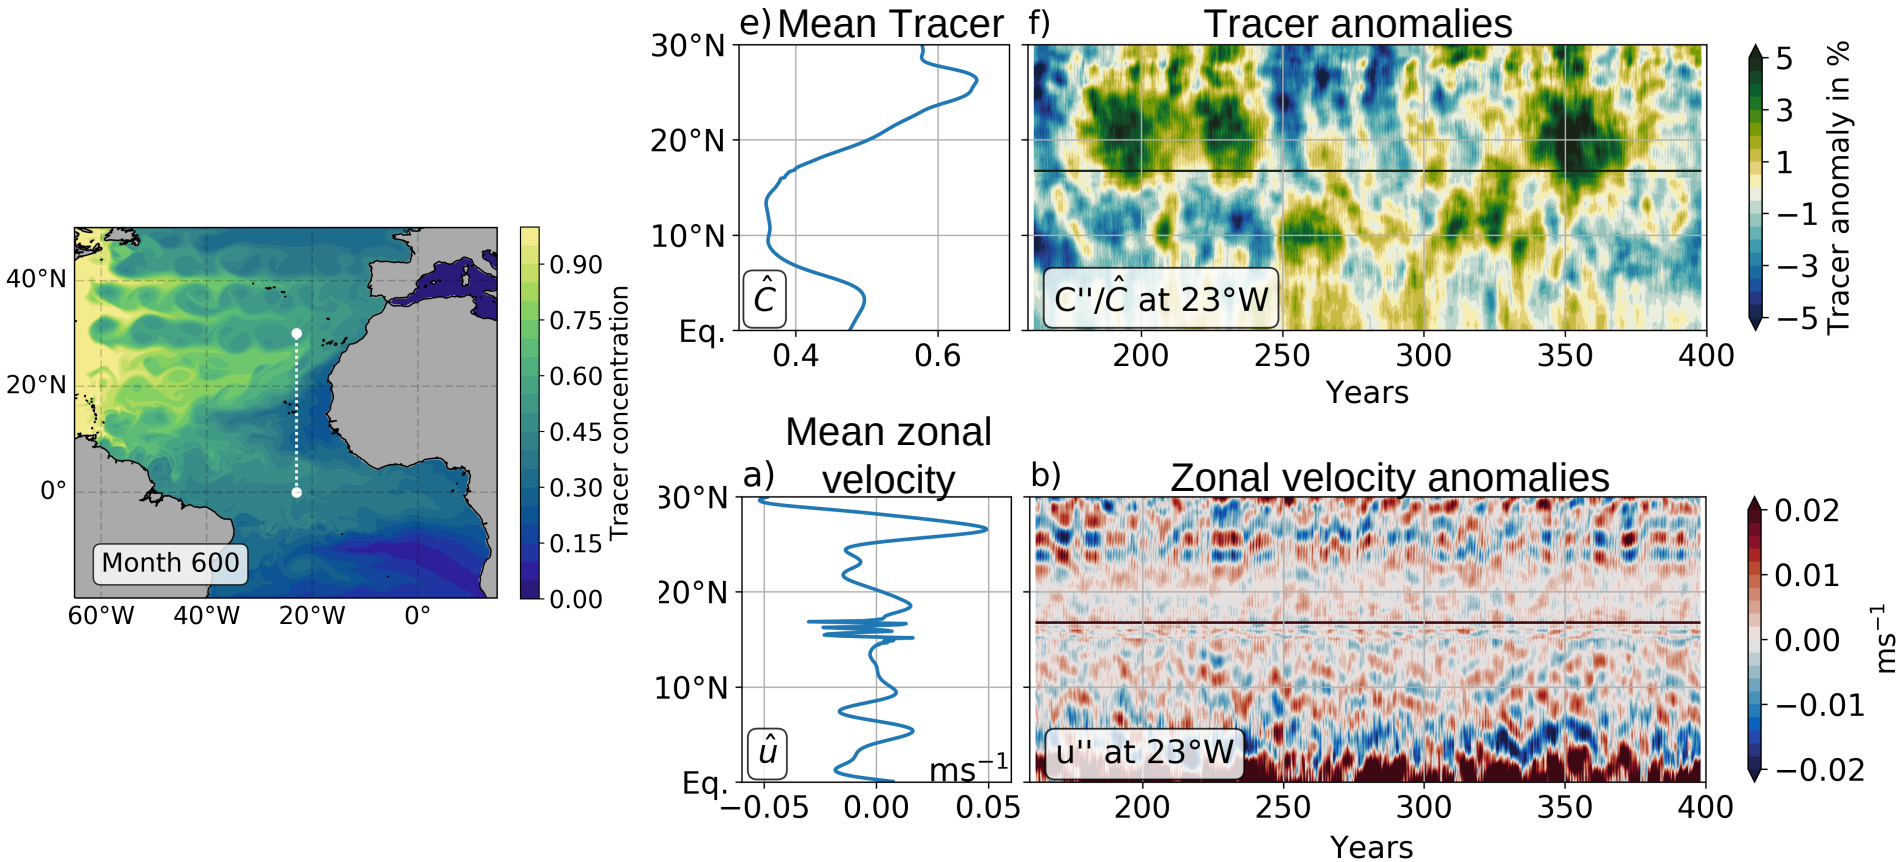 40°N
20°N
0°
60°W
40°W
20°W
0°
Month 600
0.90
0.75
0.60
0.45
0.30
0.15
0.00
Tracer concentration
e) Mean Tracer
30°N
20°N
10°N
Eq.
Ĉ
0.4
0.6
f) Tracer anomalies
C''/Ĉ at 23°W
200
250
300
350
400
Years
5
3
1
−1
−3
−5
Tracer anomaly in %
a) Mean zonal
velocity
30°N
20°N
10°N
Eq.
û
ms⁻¹
−0.05
0.00
0.05
b) Zonal velocity anomalies
u'' at 23°W
200
250
300
350
400
Years
0.02
0.01
0.00
−0.01
−0.02
ms⁻¹